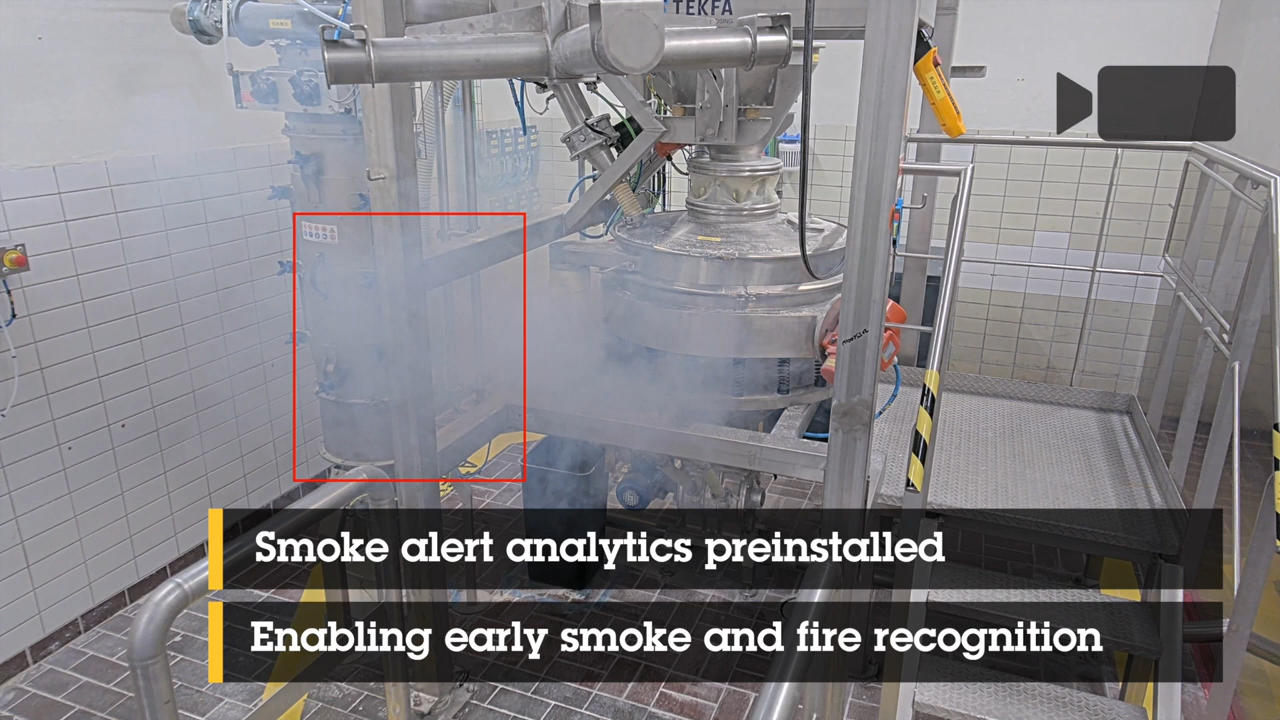 TEKFA
Smoke alert analytics preinstalled
Enabling early smoke and fire recognition